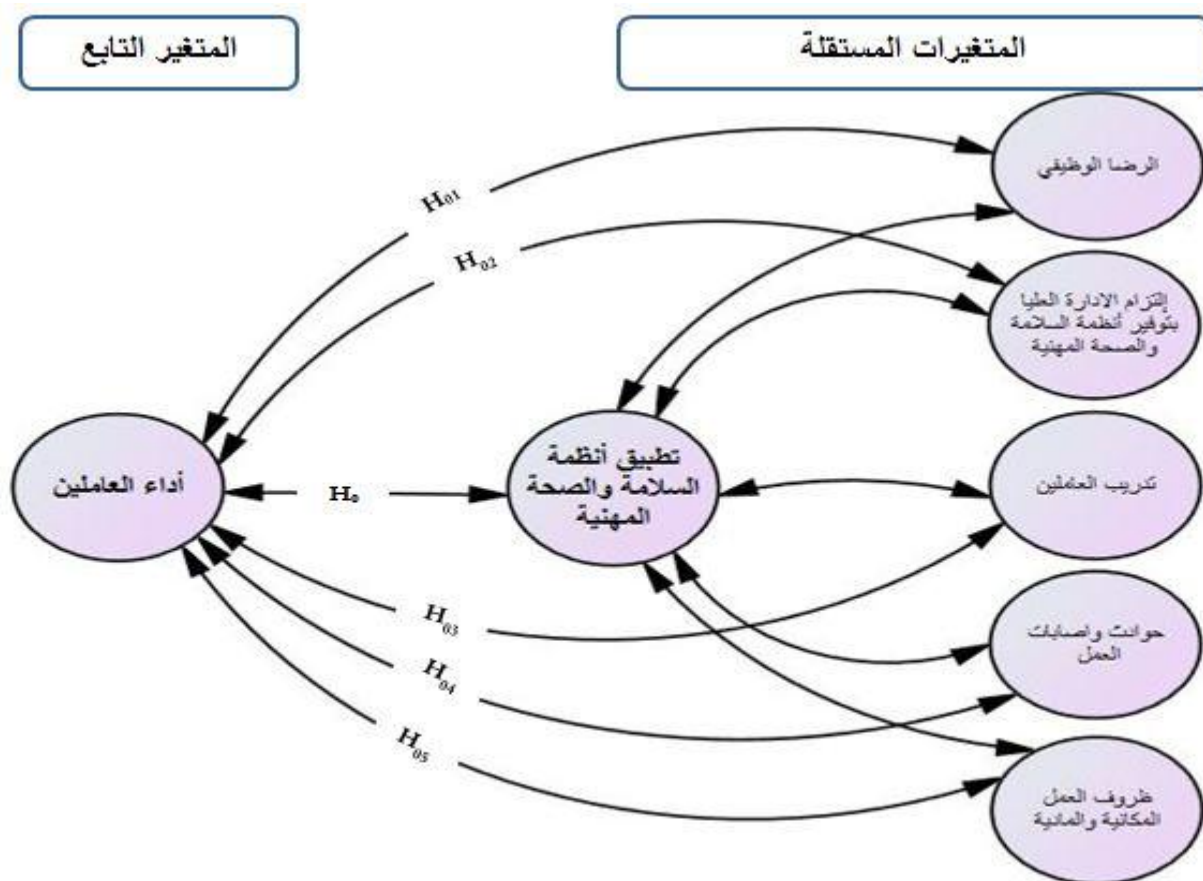 المتغيرات المستقلة
المتغير التابع
الرضا الوظيفي
H01
H02
إلتزام الادارة العليا
بتوفير أنظمة السلامة
والصحة المهنية
تطبيق أنظمة
السلامة والصحة
المهنية
H0
أداء العاملين
تدريب العاملين
H03
حوادث واصابات
العمل
H04
H05
ظروف العمل
المكانية والمادية